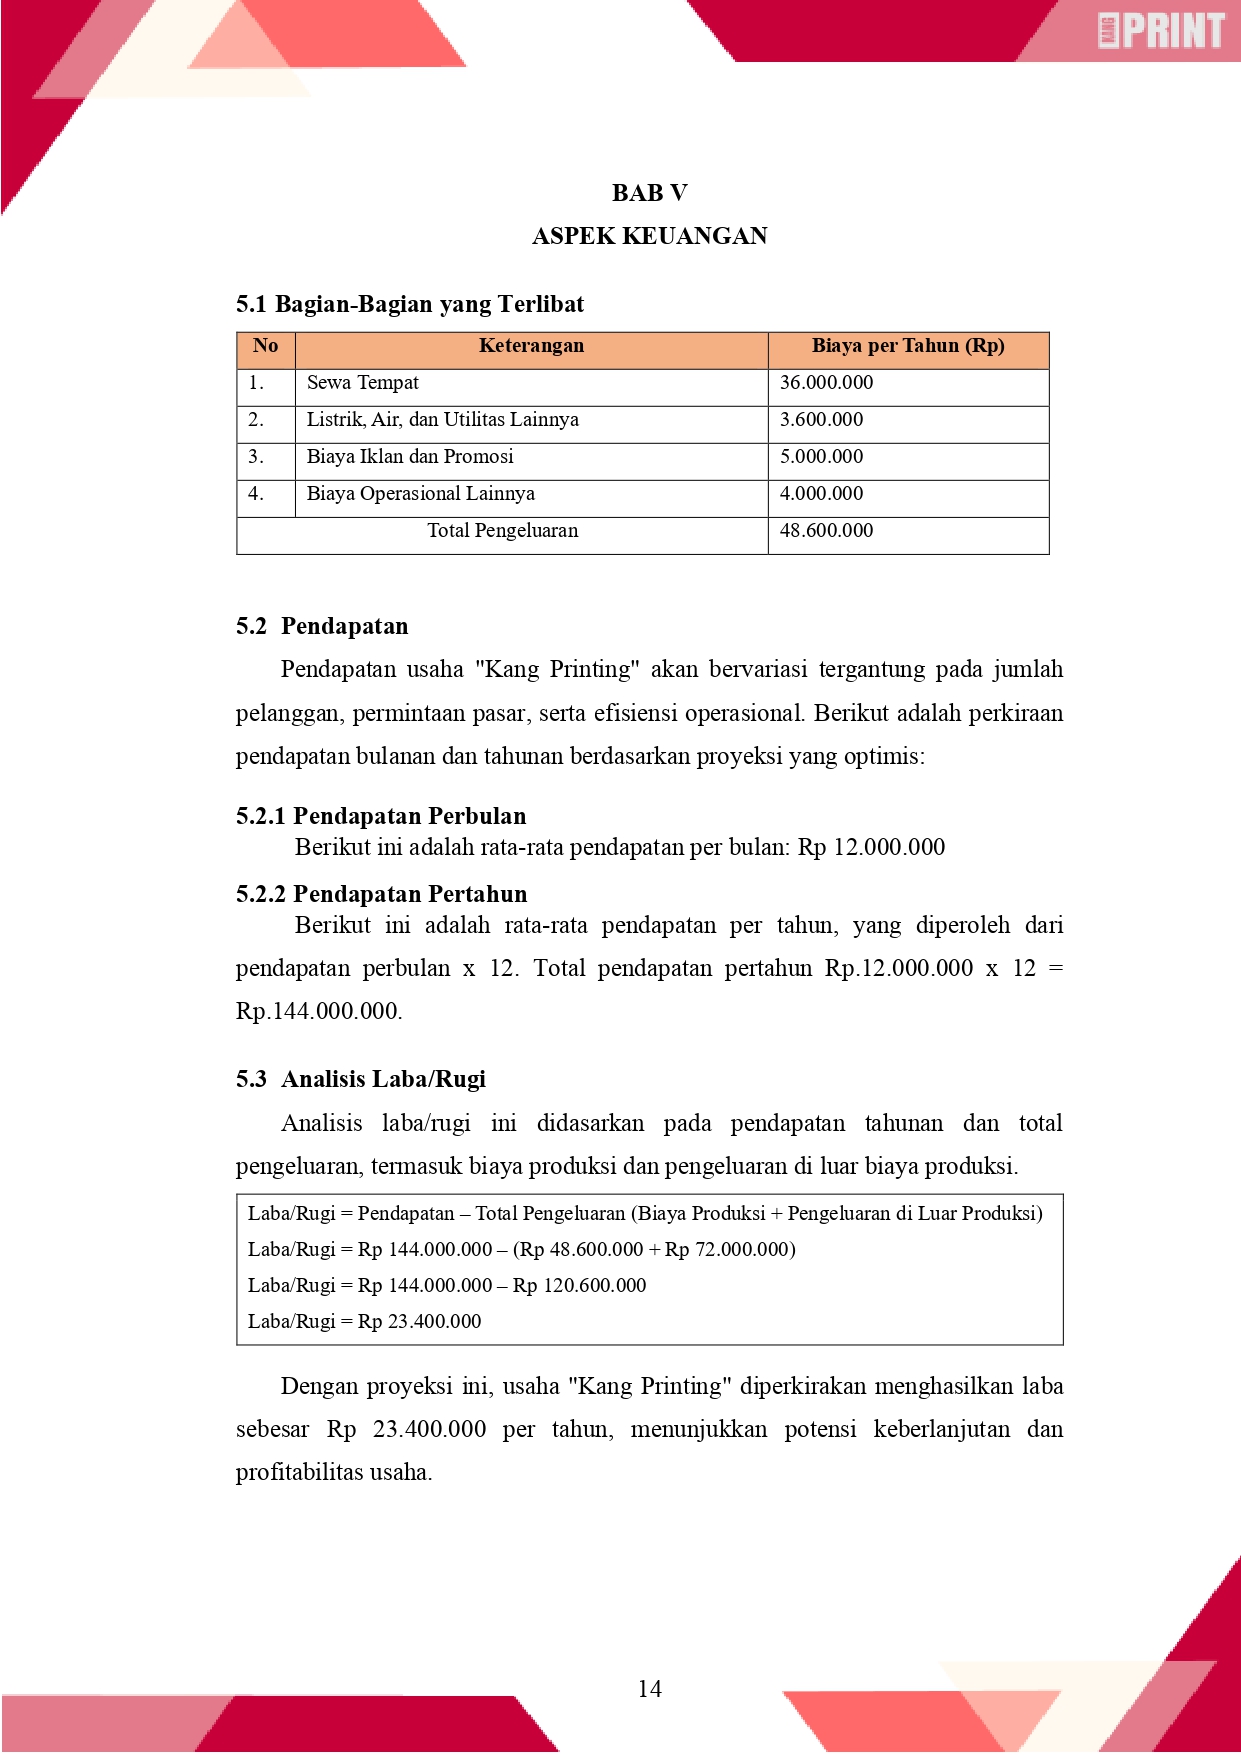 KANG PRINT
BAB V
ASPEK KEUANGAN
5.1 Bagian-Bagian yang Terlibat
No Keterangan Biaya per Tahun (Rp)
1. Sewa Tempat 36.000.000
2. Listrik, Air, dan Utilitas Lainnya 3.600.000
3. Biaya Iklan dan Promosi 5.000.000
4. Biaya Operasional Lainnya 4.000.000
Total Pengeluaran 48.600.000
5.2 Pendapatan
Pendapatan usaha "Kang Printing" akan bervariasi tergantung pada jumlah
pelanggan, permintaan pasar, serta efisiensi operasional. Berikut adalah perkiraan
pendapatan bulanan dan tahunan berdasarkan proyeksi yang optimis:
5.2.1 Pendapatan Perbulan
Berikut ini adalah rata-rata pendapatan per bulan: Rp 12.000.000
5.2.2 Pendapatan Pertahun
Berikut ini adalah rata-rata pendapatan per tahun, yang diperoleh dari
pendapatan perbulan x 12. Total pendapatan pertahun Rp.12.000.000 x 12 =
Rp.144.000.000.
5.3 Analisis Laba/Rugi
Analisis laba/rugi ini didasarkan pada pendapatan tahunan dan total
pengeluaran, termasuk biaya produksi dan pengeluaran di luar biaya produksi.
Laba/Rugi = Pendapatan – Total Pengeluaran (Biaya Produksi + Pengeluaran di Luar Produksi)
Laba/Rugi = Rp 144.000.000 – (Rp 48.600.000 + Rp 72.000.000)
Laba/Rugi = Rp 144.000.000 – Rp 120.600.000
Laba/Rugi = Rp 23.400.000
Dengan proyeksi ini, usaha "Kang Printing" diperkirakan menghasilkan laba
sebesar Rp 23.400.000 per tahun, menunjukkan potensi keberlanjutan dan
profitabilitas usaha.
14